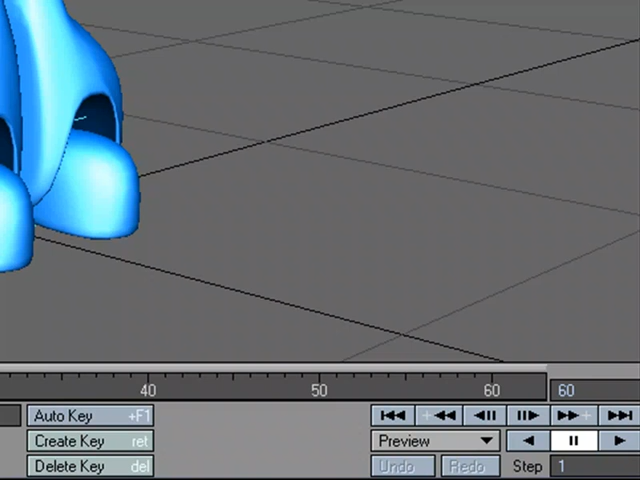 40 50 60 60
Auto Key +F1
Create Key ret Preview
Delete Key del Undo Redo Step 1